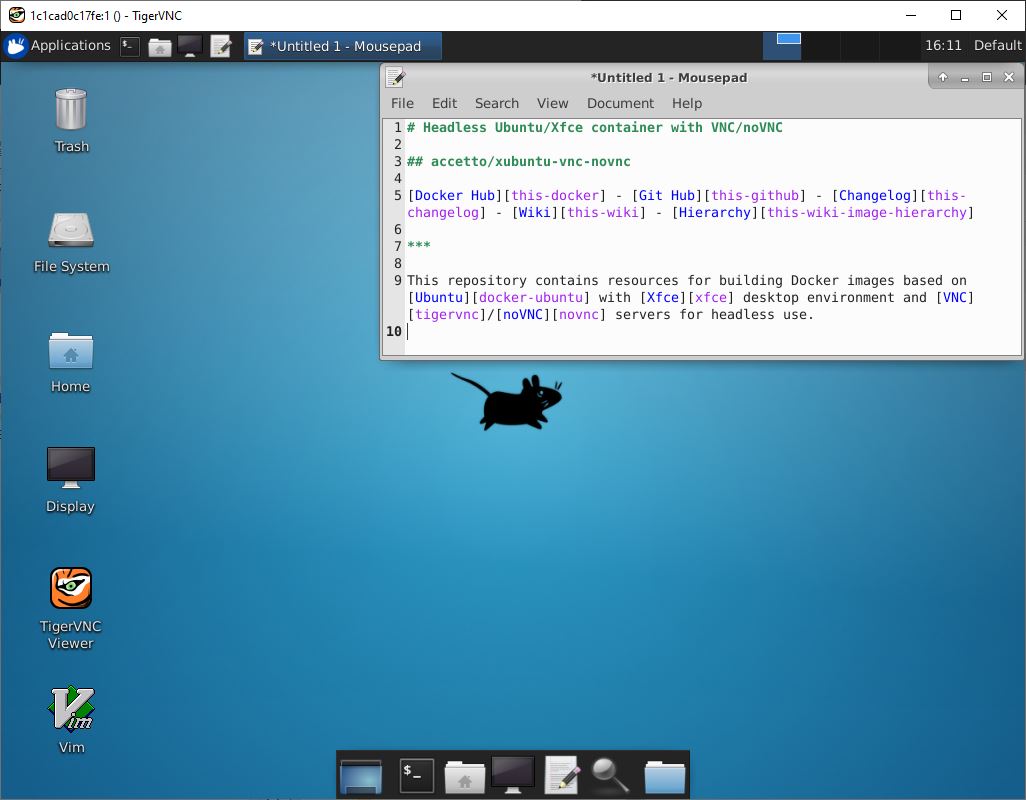 1c1cad0c17fe:1 () - TigerVNC
Applications
$_
*Untitled 1 - Mousepad
16:11
Default
*Untitled 1 - Mousepad
File Edit Search View Document Help
1 # Headless Ubuntu/Xfce container with VNC/noVNC
2
3 ## accetto/xubuntu-vnc-novnc
4
5 [Docker Hub][this-docker] - [Git Hub][this-github] - [Changelog][this-
changelog] - [Wiki][this-wiki] - [Hierarchy][this-wiki-image-hierarchy]
6
7 ***
8
9 This repository contains resources for building Docker images based on
[Ubuntu][docker-ubuntu] with [Xfce][xfce] desktop environment and [VNC]
[tigervnc]/[noVNC][novnc] servers for headless use.
10
Trash
File System
Home
Display
TigerVNC
Viewer
Vim
Vim
$_